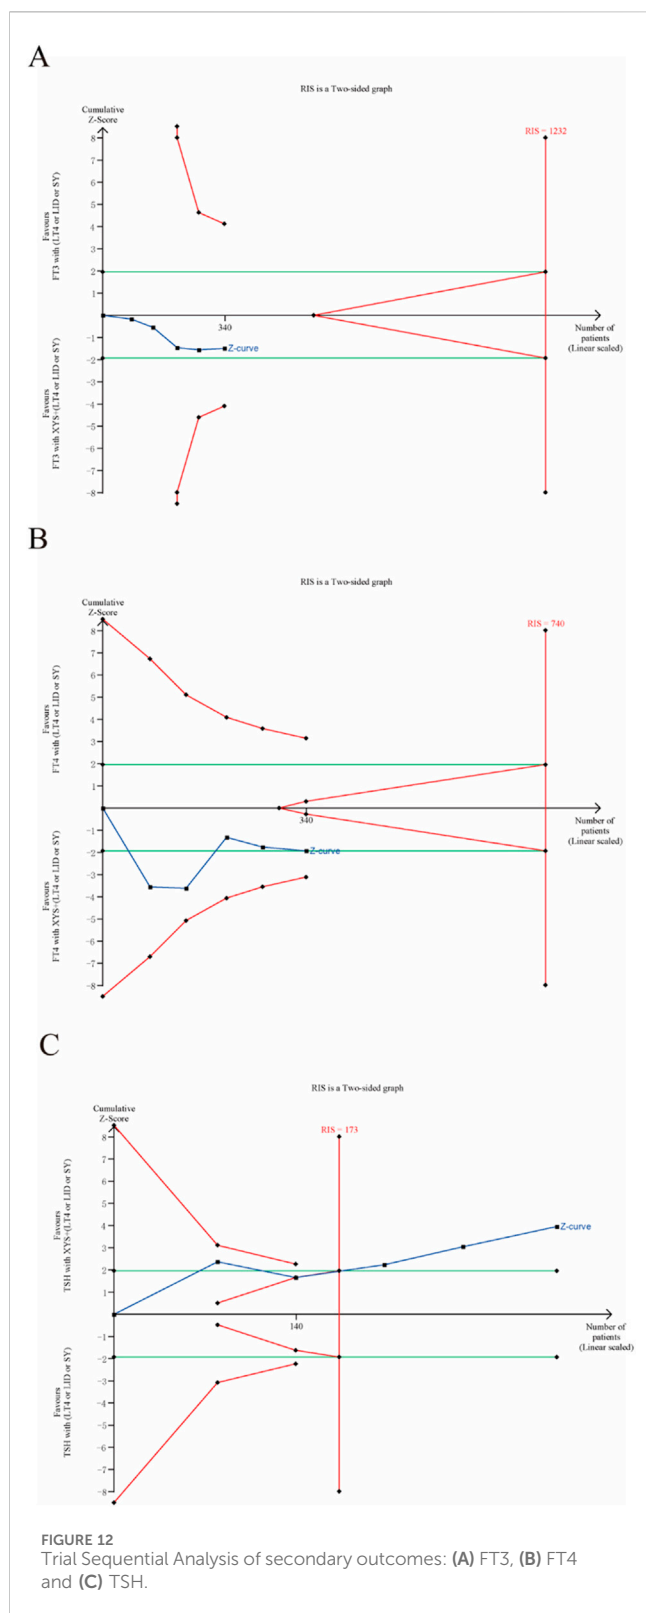 A
RIS is a Two-sided graph
Cumulative
Z-Score
RIS = 1232
8
7
6
5
4
3
2
1
-1
-2
-3
-4
-5
-6
-7
-8
Favours
FT3 with (LT4 or LID or SY)
Favours
FT3 with XYS+(LT4 or LID or SY)
340
Z-curve
Number of
patients
(Linear scaled)
B
RIS is a Two-sided graph
Cumulative
Z-Score
RIS = 740
8
7
6
5
4
3
2
1
-1
-2
-3
-4
-5
-6
-7
-8
Favours
FT4 with (LT4 or LID or SY)
Favours
FT4 with XYS+(LT4 or LID or SY)
340
Z-curve
Number of
patients
(Linear scaled)
C
RIS is a Two-sided graph
Cumulative
Z-Score
RIS = 173
8
7
6
5
4
3
2
1
-1
-2
-3
-4
-5
-6
-7
-8
Favours
TSH with XYS+(LT4 or LID or SY)
Favours
TSH with (LT4 or LID or SY)
140
Z-curve
Number of
patients
(Linear scaled)
FIGURE 12
Trial Sequential Analysis of secondary outcomes: (A) FT3, (B) FT4
and (C) TSH.